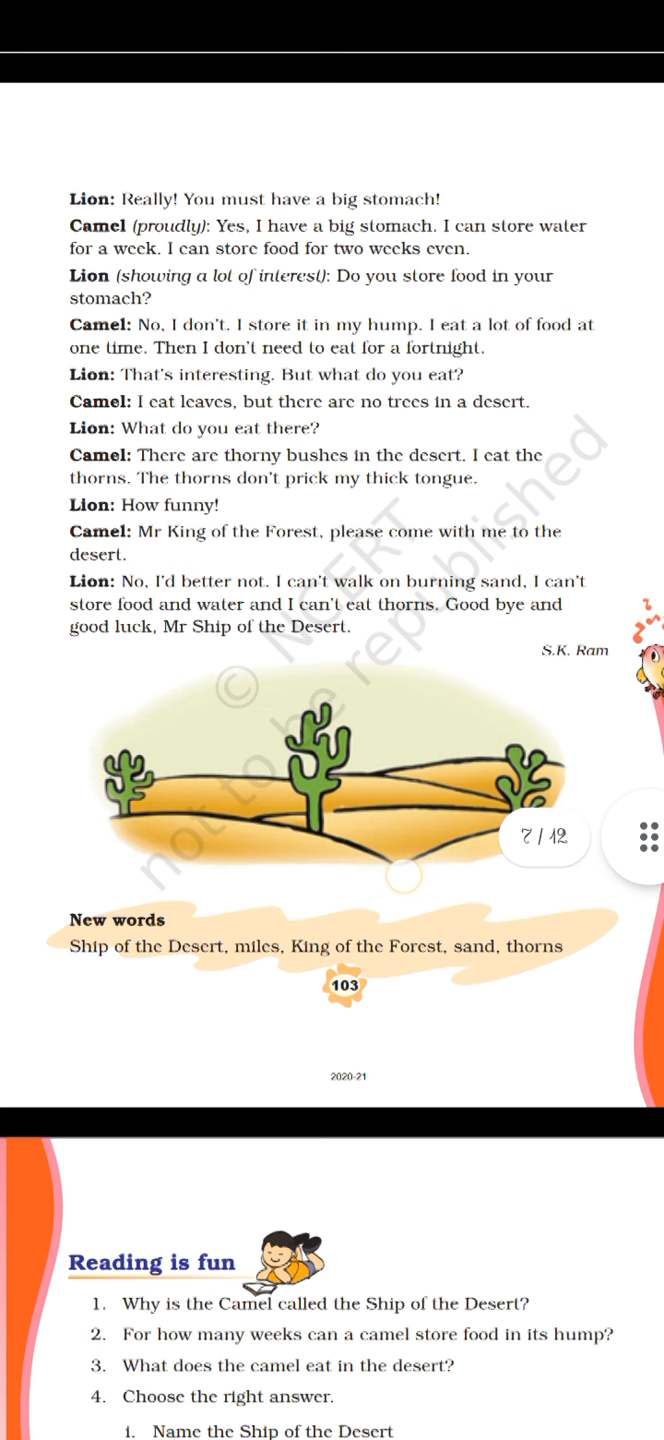 Lion: Really! You must have a big stomach!
Camel (proudly): Yes, I have a big stomach. I can store water
for a week. I can store food for two weeks even.
Lion (showing a lot of interest): Do you store food in your
stomach?
Camel: No, I don't. I store it in my hump. I eat a lot of food at
one time. Then I don't need to eat for a fortnight.
Lion: That's interesting. But what do you eat?
Camel: I eat leaves, but there are no trees in a desert.
Lion: What do you eat there?
Camel: There are thorny bushes in the desert. I eat the
thorns. The thorns don't prick my thick tongue.
Lion: How funny!
Camel: Mr King of the Forest, please come with me to the
desert.
Lion: No, I'd better not. I can't walk on burning sand, I can't
store food and water and I can't eat thorns. Good bye and
good luck, Mr Ship of the Desert.
S.K. Ram
© NCERT
not to be republished
7 / 12
New words
Ship of the Desert, miles, King of the Forest, sand, thorns
103
2020-21
Reading is fun
1. Why is the Camel called the Ship of the Desert?
2. For how many weeks can a camel store food in its hump?
3. What does the camel eat in the desert?
4. Choose the right answer.
i. Name the Ship of the Desert